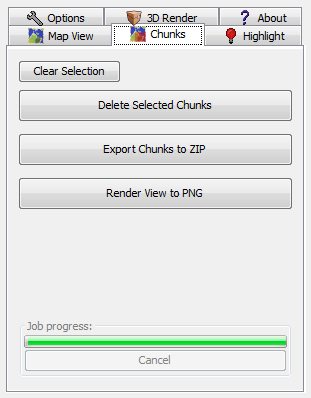 Options 3D Render About
Map View Chunks Highlight
Clear Selection
Delete Selected Chunks
Export Chunks to ZIP
Render View to PNG
Job progress:
Cancel